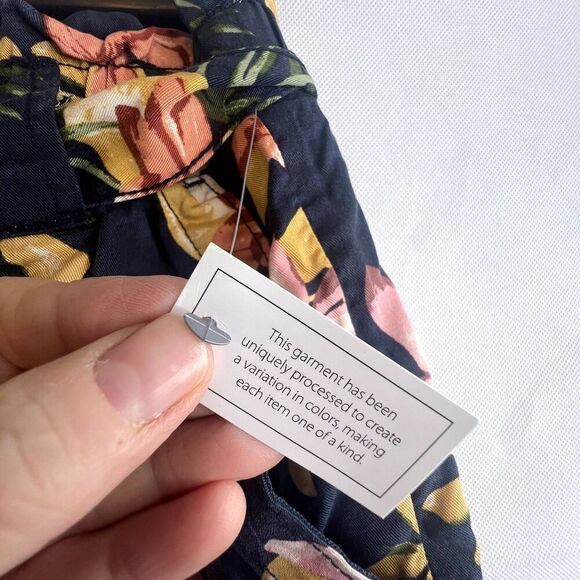 This garment has been
uniquely processed to create
a variation in colors, making
each item one of a kind.